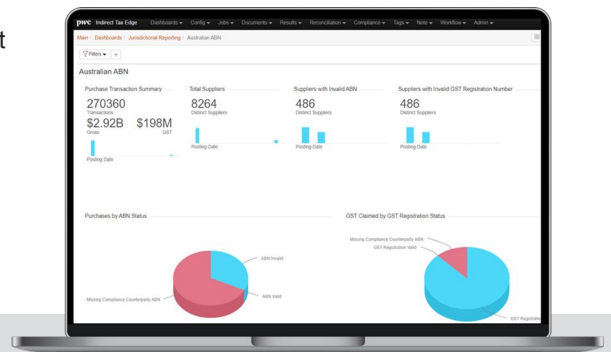 t
pwc Indirect Tax Edge Dashboards Config Jobs Documents Results Reconciliation Compliance Tags Note Workflow Admin
Main / Dashboards / Jurisdictional Reporting / Australian ABN
Filters +
Australian ABN
Purchase Transaction Summary Total Suppliers Suppliers with Invalid ABN Suppliers with Invalid GST Registration Number
270360 8264 486 486
Transactions Distinct Suppliers Distinct Suppliers Distinct Suppliers
$2.92B $198M
Gross GST
Posting Date Posting Date Posting Date
Posting Date
Purchases by ABN Status GST Claimed by GST Registration Status
Missing Compliance Counterparty ABN
GST Registration Valid
ABN Invalid
ABN Valid
Missing Compliance Counterparty ABN
GST Registratio